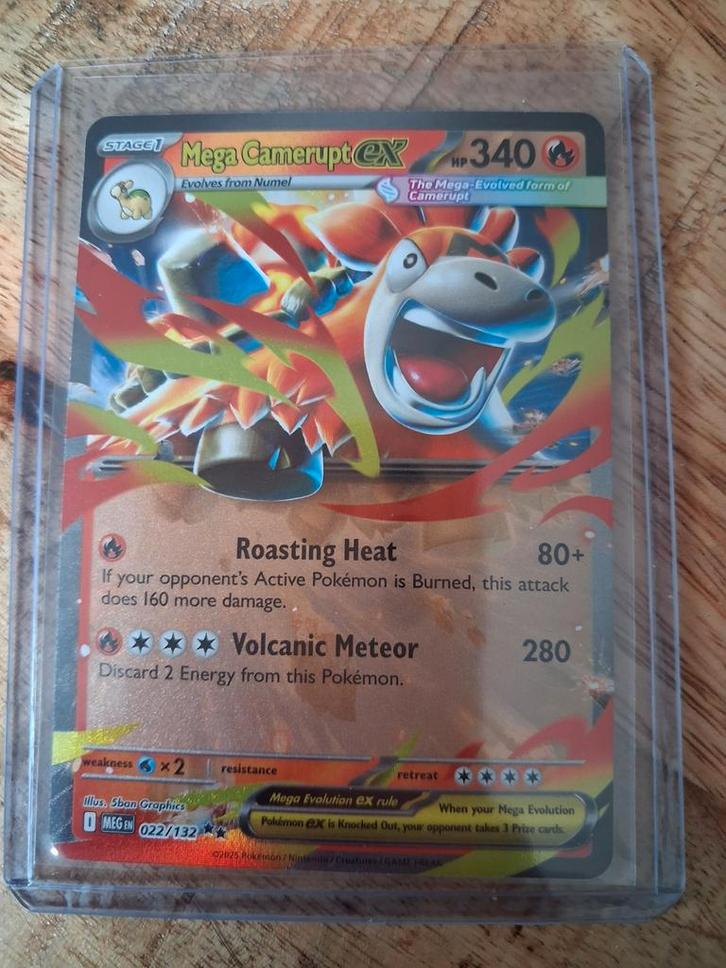 STAGE1 Mega Camerupt ex HP 340
Evolves from Numel
The Mega-Evolved form of
Camerupt
Roasting Heat 80+
If your opponent's Active Pokémon is Burned, this attack
does 160 more damage.
Volcanic Meteor 280
Discard 2 Energy from this Pokémon.
weakness ×2 resistance retreat
Illus. 5ban Graphics
Mega Evolution ex rule
When your Mega Evolution
Pokémon ex is Knocked Out, your opponent takes 3 Prize cards.
I MEG EN 022/132
©2025 Pokémon / Nintendo / Creatures / GAME FREAK